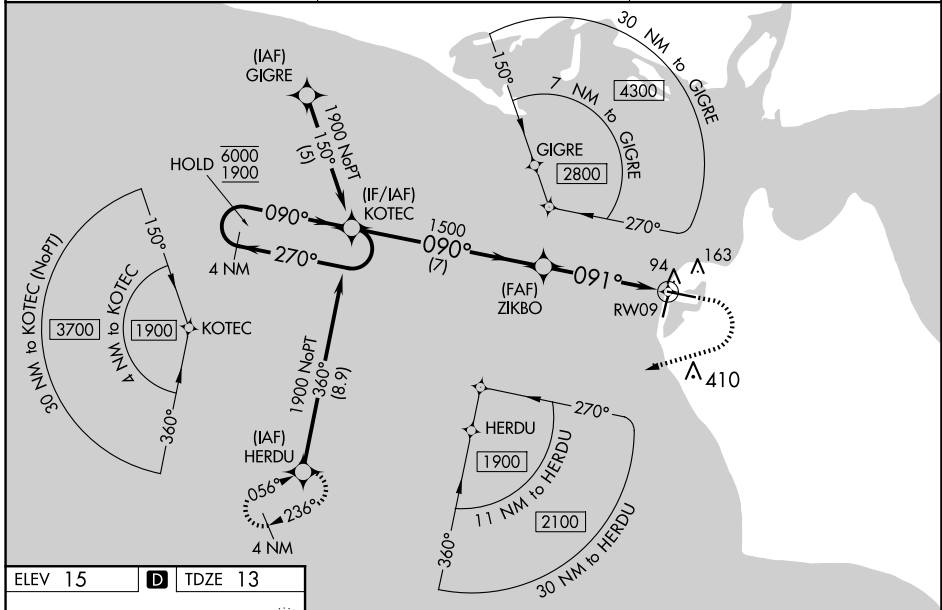 30 NM to GIGRE
150°
7 NM to GIGRE
4300
GIGRE
2800
270°
(IAF)
GIGRE
1900 NoPT
150°
(5)
HOLD
6000
1900
090°
270°
4 NM
(IF/IAF)
KOTEC
1500
090°
(7)
(FAF)
ZIKBO
091°
94
163
RW09
410
30 NM to KOTEC (NoPT)
150°
4 NM to KOTEC
3700
1900
KOTEC
360°
1900 NoPT
360°
(8.9)
(IAF)
HERDU
056°
236°
4 NM
270°
HERDU
1900
11 NM to HERDU
2100
360°
30 NM to HERDU
ELEV 15
D
TDZE 13